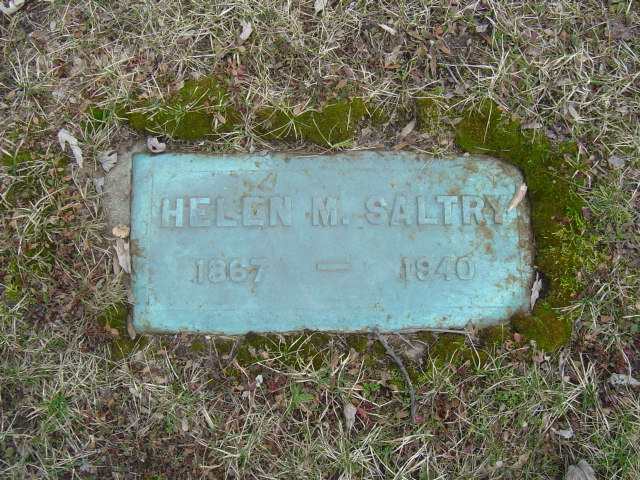 HELEN M. SALTRY
1867 — 1940